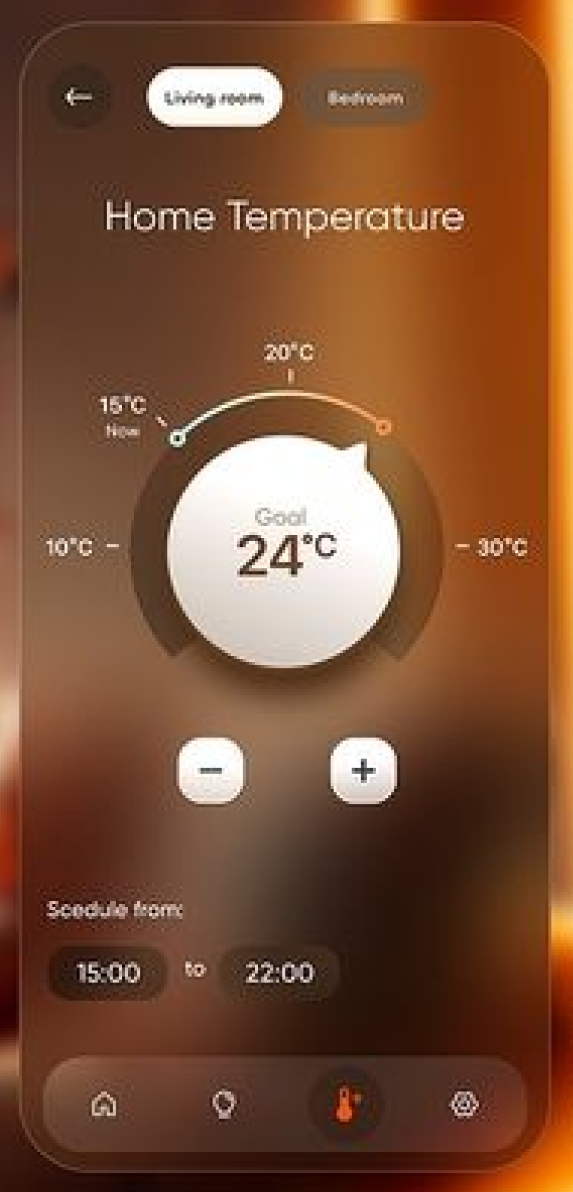 Living room
Bedroom
Home Temperature
20°C
15°C
Now
10°C
30°C
Goal
24°C
Scedule from:
15:00 to 22:00